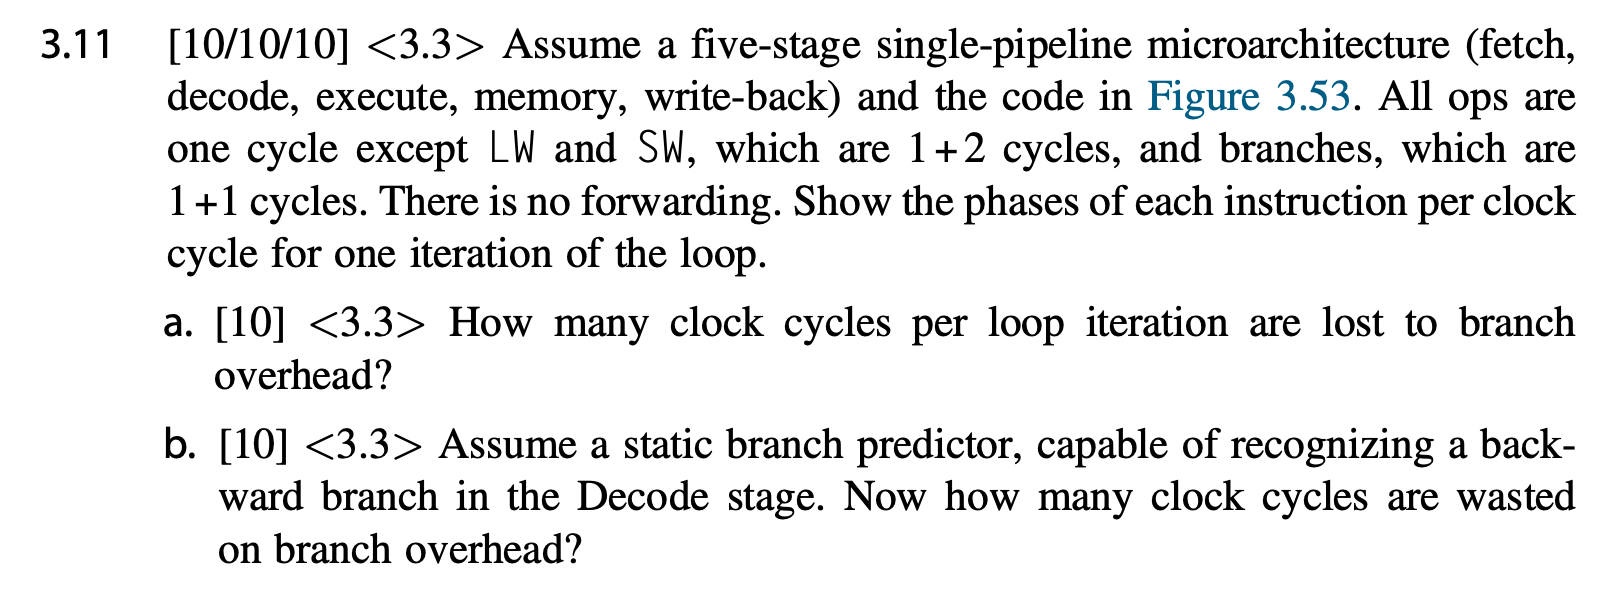 3.11 [10/10/10] <3.3> Assume a five-stage single-pipeline microarchitecture (fetch,
decode, execute, memory, write-back) and the code in Figure 3.53. All ops are
one cycle except LW and SW, which are 1+2 cycles, and branches, which are
1+1 cycles. There is no forwarding. Show the phases of each instruction per clock
cycle for one iteration of the loop.
a. [10] <3.3> How many clock cycles per loop iteration are lost to branch
overhead?
b. [10] <3.3> Assume a static branch predictor, capable of recognizing a back-
ward branch in the Decode stage. Now how many clock cycles are wasted
on branch overhead?